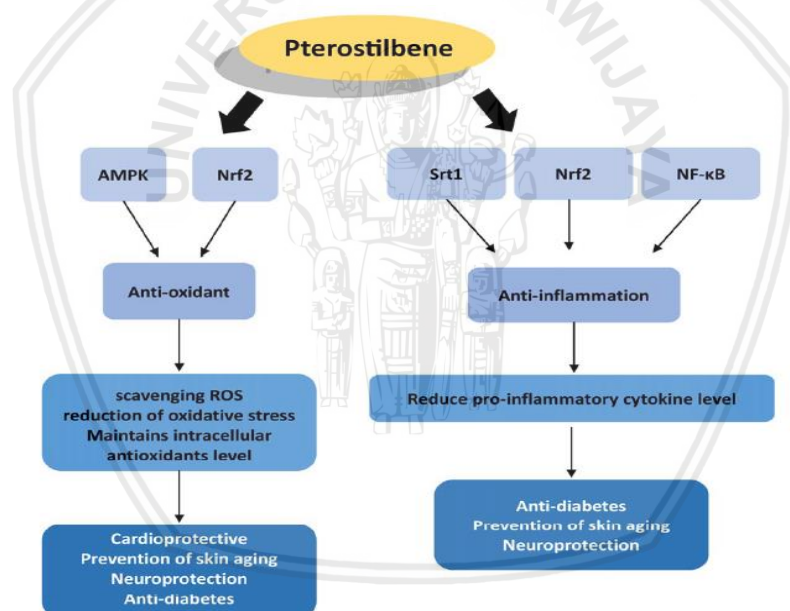 Pterostilbene
AMPK
Nrf2
Srt1
Nrf2
NF-κB
Anti-oxidant
Anti-inflammation
scavenging ROS
reduction of oxidative stress
Maintains intracellular
antioxidants level
Reduce pro-inflammatory cytokine level
Cardioprotective
Prevention of skin aging
Neuroprotection
Anti-diabetes
Anti-diabetes
Prevention of skin aging
Neuroprotection